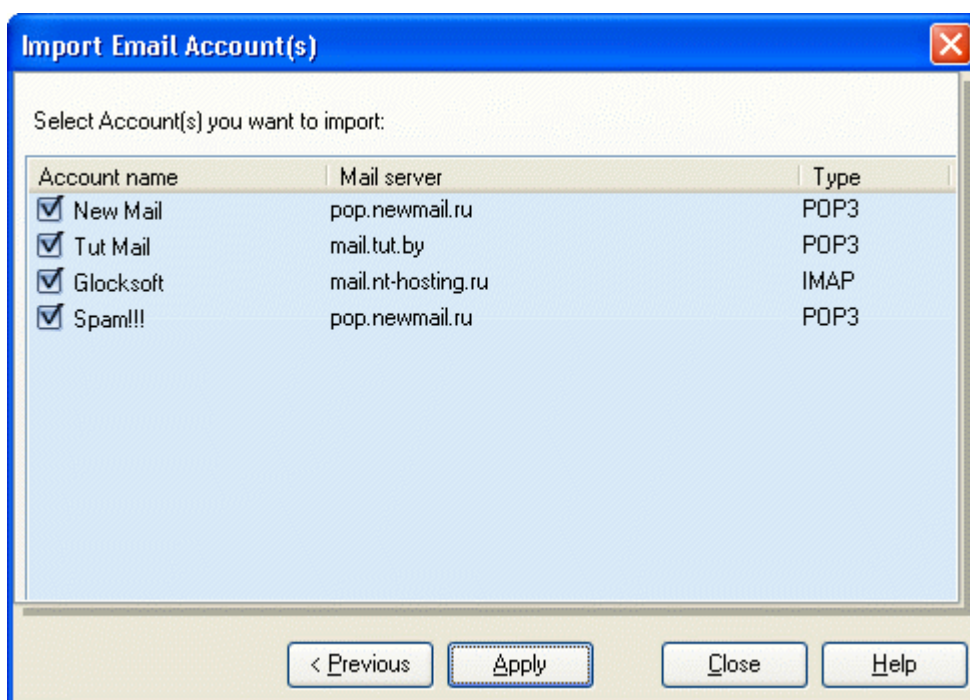 Import Email Account(s)
Select Account(s) you want to import:
Account name Mail server Type
New Mail pop.newmail.ru POP3
Tut Mail mail.tut.by POP3
Glocksoft mail.nt-hosting.ru IMAP
Spam!!! pop.newmail.ru POP3
< Previous Apply Close Help